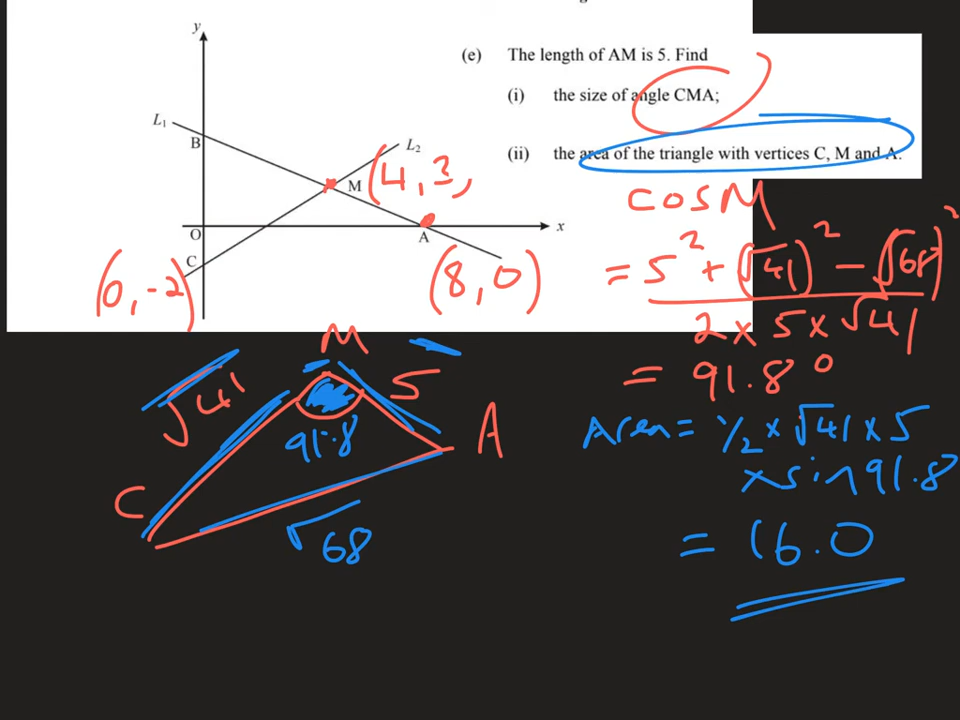 y
(e) The length of AM is 5. Find
(i) the size of angle CMA;
L₁
B
L₂
(ii) the area of the triangle with vertices C, M and A.
M (4, 3,
cos M
O
A
x
C
(0, -2)
(8, 0)
= 5² + (√41)² - √68)²
2 × 5 × √41
M
= 91.8°
√41
5
Area = 1/2 × √41 × 5
A
91.8
× sin 91.8
C
√68
= 16.0